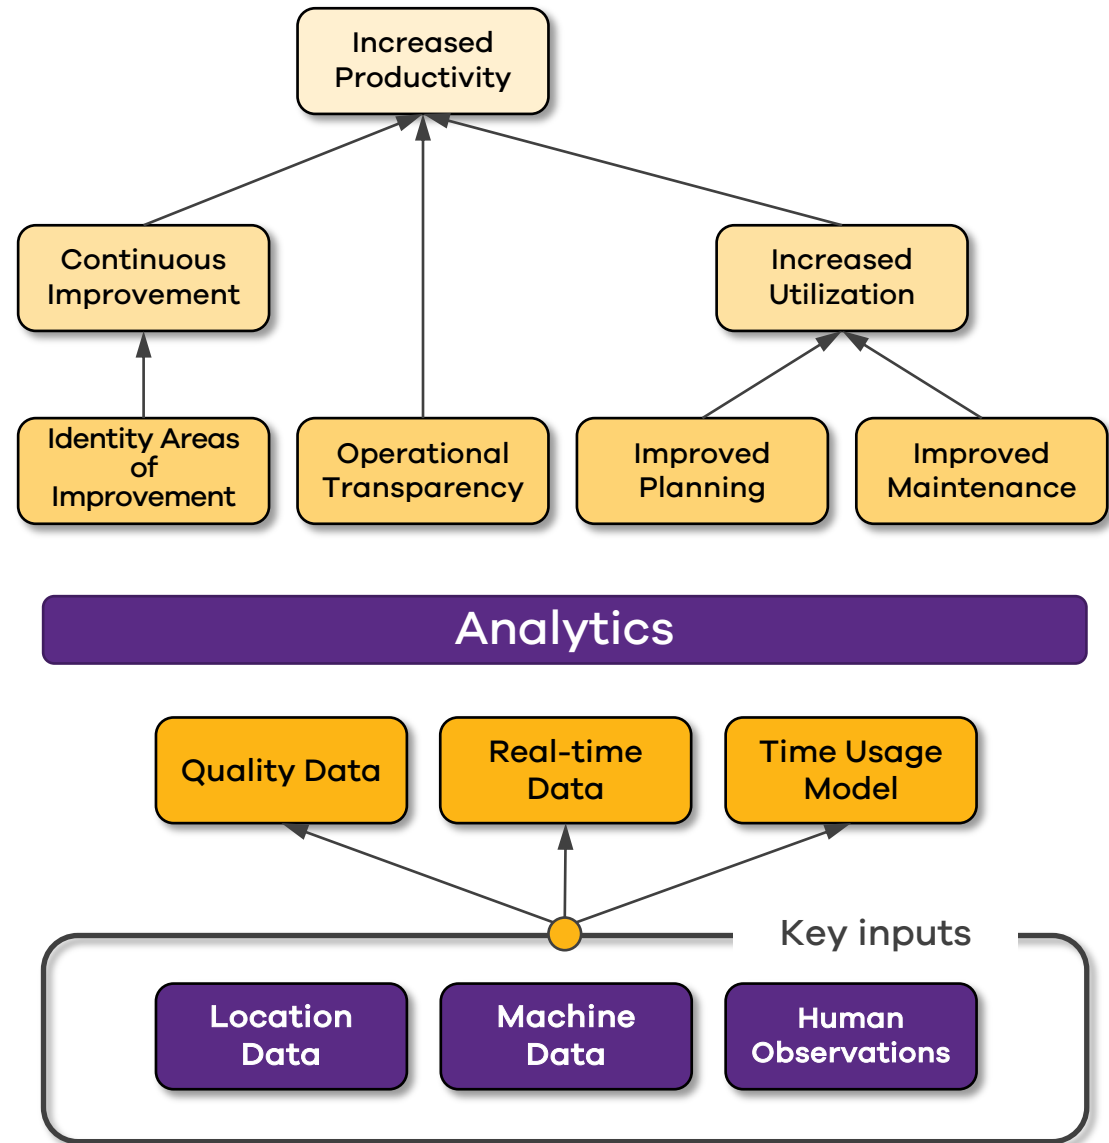 Increased
Productivity
Continuous
Improvement
Increased
Utilization
Identity Areas
of
Improvement
Operational
Transparency
Improved
Planning
Improved
Maintenance
Analytics
Quality Data
Real-time
Data
Time Usage
Model
Key inputs
Location
Data
Machine
Data
Human
Observations